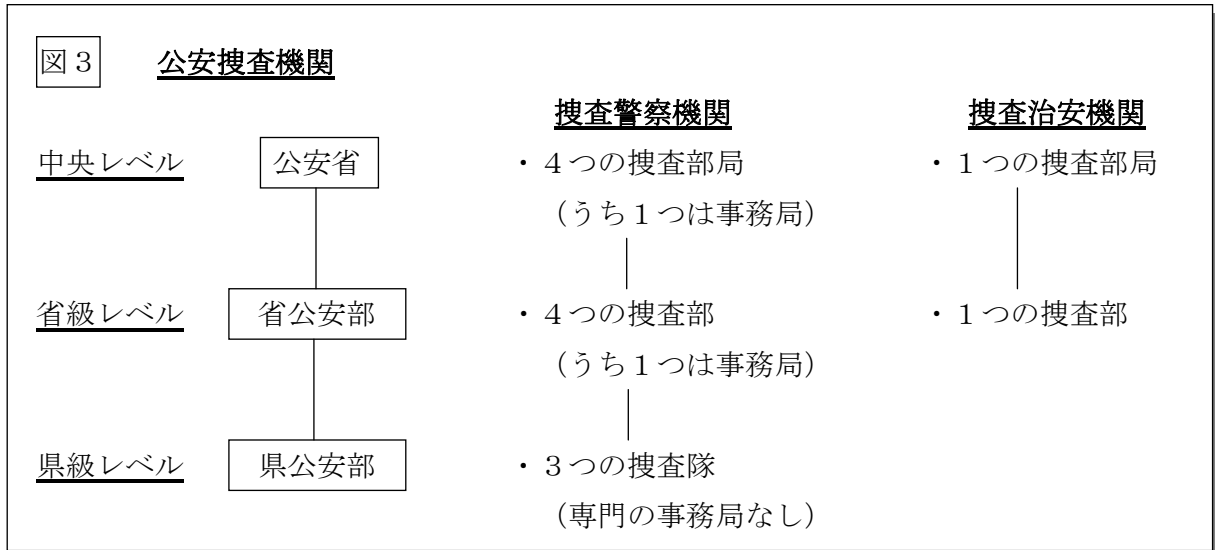 図３ 公安捜査機関
捜査警察機関 捜査治安機関
中央レベル 公安省 ・４つの捜査部局 ・１つの捜査部局
（うち１つは事務局）
省級レベル 省公安部 ・４つの捜査部 ・１つの捜査部
（うち１つは事務局）
県級レベル 県公安部 ・３つの捜査隊
（専門の事務局なし）